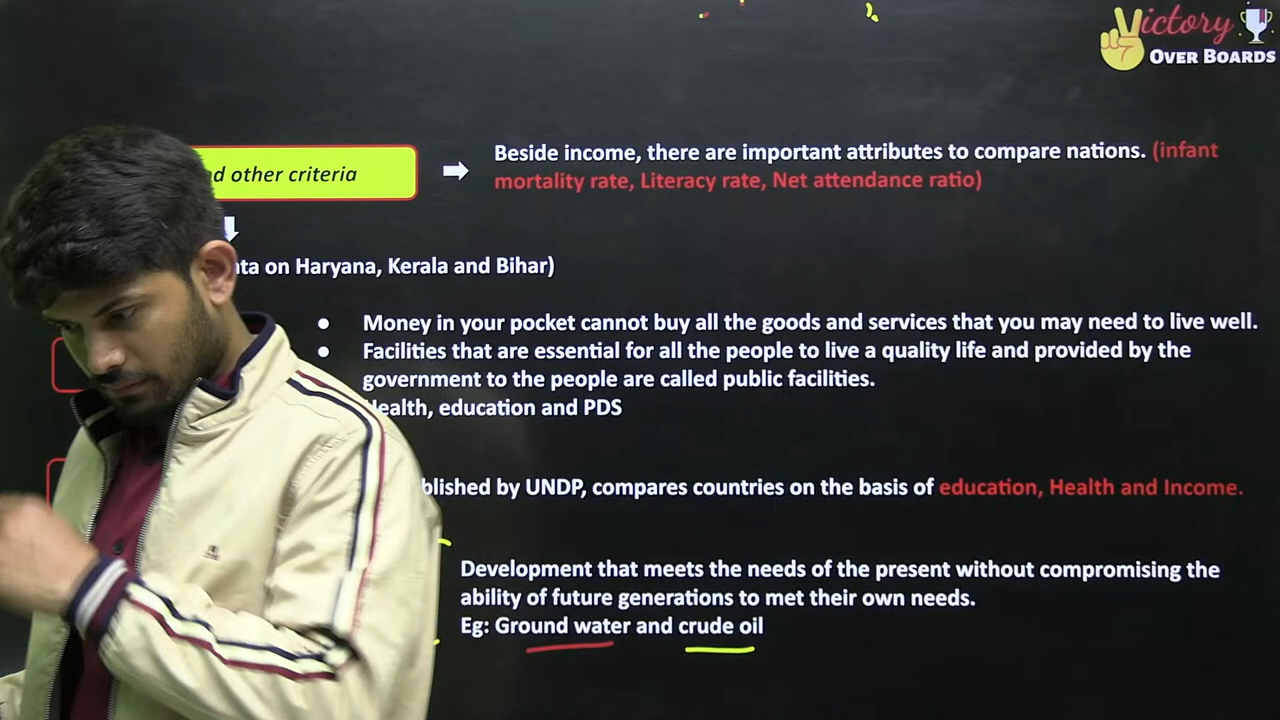 Victory
OVER BOARDS
d other criteria
Beside income, there are important attributes to compare nations. (infant
mortality rate, Literacy rate, Net attendance ratio)
on Haryana, Kerala and Bihar)
● Money in your pocket cannot buy all the goods and services that you may need to live well.
● Facilities that are essential for all the people to live a quality life and provided by the
government to the people are called public facilities.
Health, education and PDS
by UNDP, compares countries on the basis of education, Health and Income.
Development that meets the needs of the present without compromising the
ability of future generations to met their own needs.
Eg: Ground water and crude oil